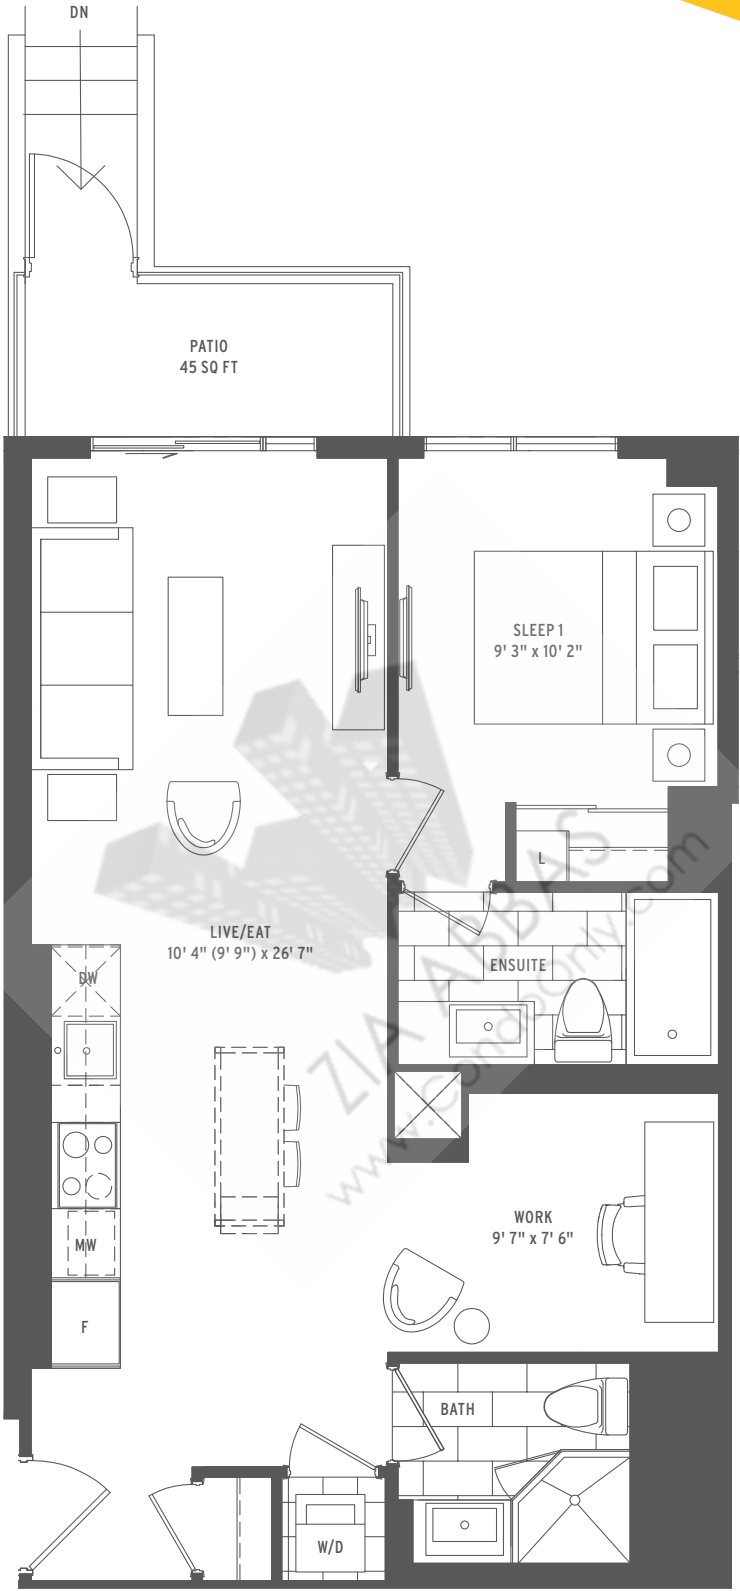 DN
PATIO
45 SQ FT
SLEEP 1
9' 3" x 10' 2"
L
LIVE/EAT
10' 4" (9' 9") x 26' 7"
ENSUITE
DW
ZIA ABBAS
www.CondosOnly.com
WORK
9' 7" x 7' 6"
MW
F
BATH
W/D